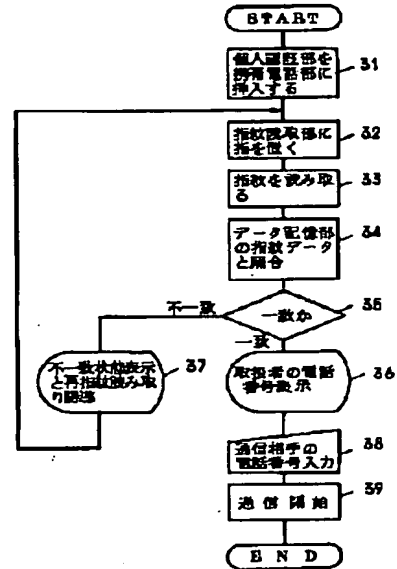 START
個人認証部を
携帯電話部に
挿入する
31
指紋読取部に
指を置く
32
指紋を読み取
る
33
データ記憶部
の指紋データ
と照合
34
一致か
35
不一致
一致
不一致状態表示
と再指紋読み取
り促進
37
取扱者の電話
番号表示
36
通信相手の
電話番号入力
38
通信開始
39
END